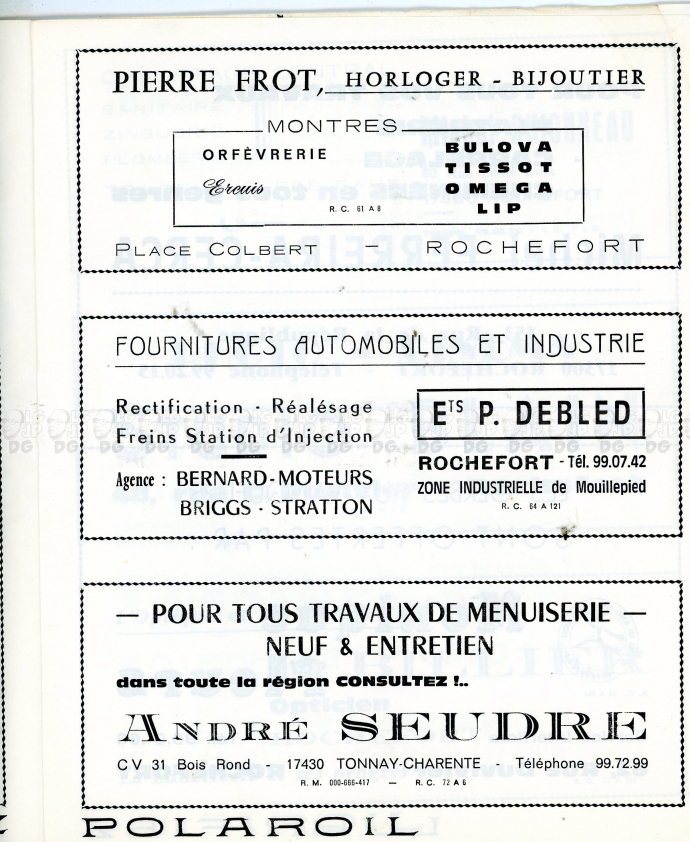 PIERRE FROT, HORLOGER - BIJOUTIER
MONTRES
ORFÈVRERIE
Ercuis
R. C. 61 A 8
BULOVA
TISSOT
OMEGA
LIP
PLACE COLBERT — ROCHEFORT
FOURNITURES AUTOMOBILES ET INDUSTRIE
Rectification - Réalésage
Freins Station d'Injection
Agence : BERNARD-MOTEURS
BRIGGS - STRATTON
ETS P. DEBLED
ROCHEFORT - Tél. 99.07.42
ZONE INDUSTRIELLE de Mouillepied
R. C. 64 A 121
— POUR TOUS TRAVAUX DE MENUISERIE —
NEUF & ENTRETIEN
dans toute la région CONSULTEZ !..
ANDRÉ SEUDRE
CV 31 Bois Rond - 17430 TONNAY-CHARENTE - Téléphone 99.72.99
R. M. 000-666-417 — R. C. 72 A 6
POLAROIL